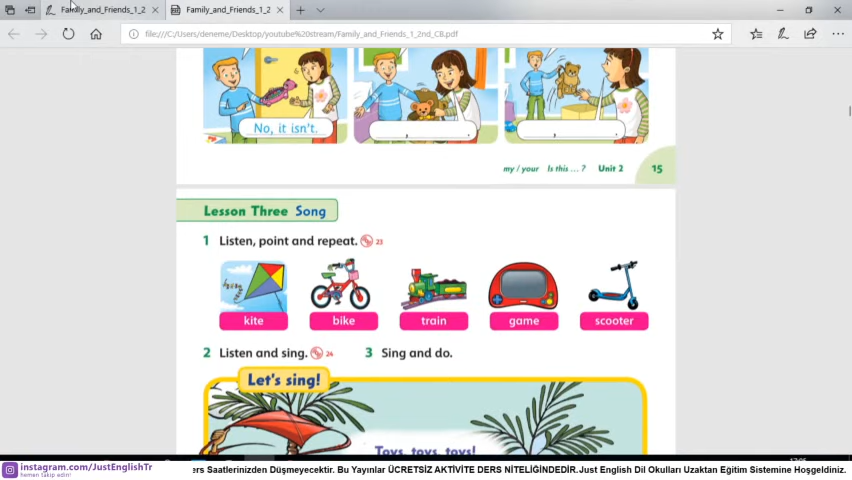 Family_and_Friends_1_2
Family_and_Friends_1_2
file:///C:/Users/deneme/Desktop/youtube%20stream/Family_and_Friends_1_2nd_CB.pdf
No, it isn't.
my / your Is this ... ? Unit 2 15
Lesson Three Song
1 Listen, point and repeat. 23
kite bike train game scooter
2 Listen and sing. 24 3 Sing and do.
Let's sing!
Toys, toys, toys!
instagram.com/JustEnglishTr
hemen takip edin!
ers Saatlerinizden Düşmeyecektir. Bu Yayınlar ÜCRETSİZ AKTİVİTE DERS NİTELİĞİNDEDİR.Just English Dil Okulları Uzaktan Eğitim Sistemine Hoşgeldiniz.